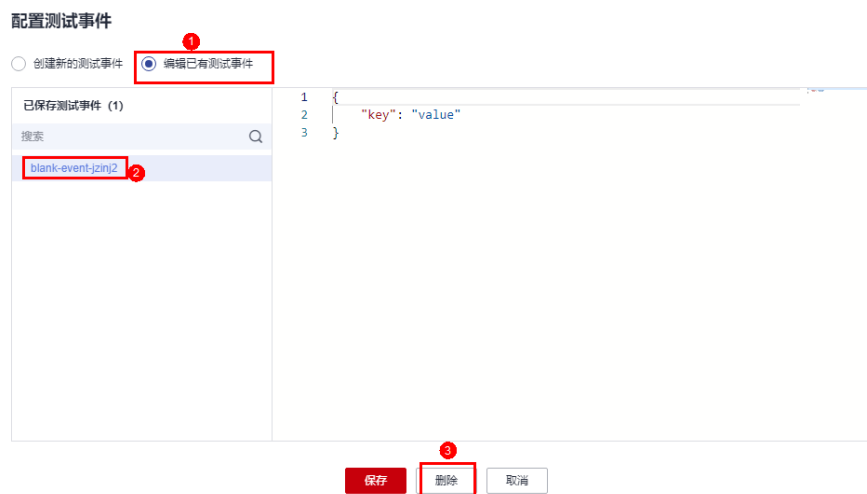 配置测试事件
1
创建新的测试事件 编辑已有测试事件
已保存测试事件 (1)
搜索
blank-event-jzinj2 2
1 {
2 "key": "value"
3 }
3
保存 删除 取消